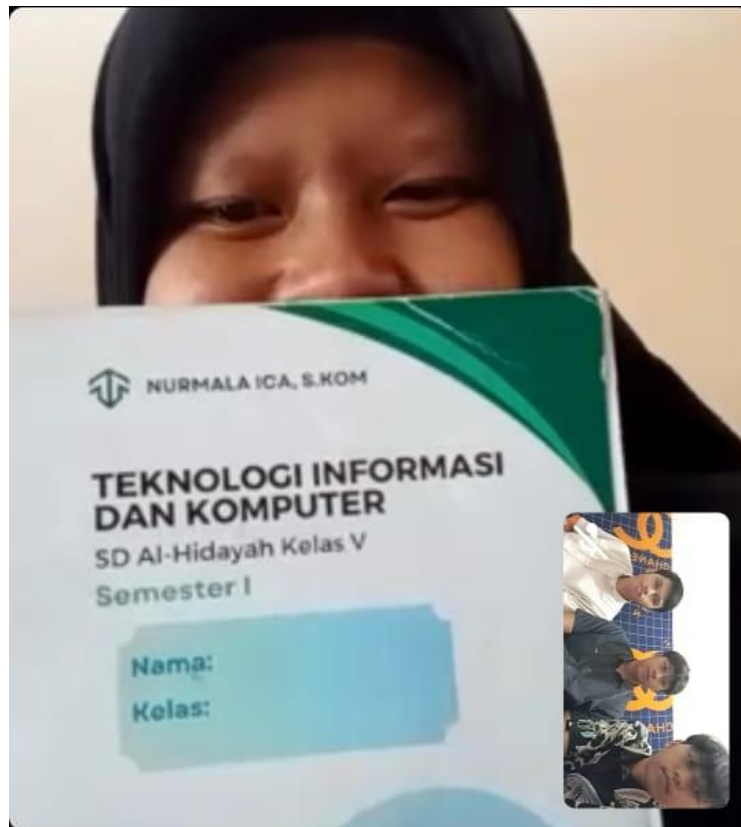 NURMALA ICA, S.KOM
TEKNOLOGI INFORMASI
DAN KOMPUTER
SD Al-Hidayah Kelas V
Semester I
Nama:
Kelas: